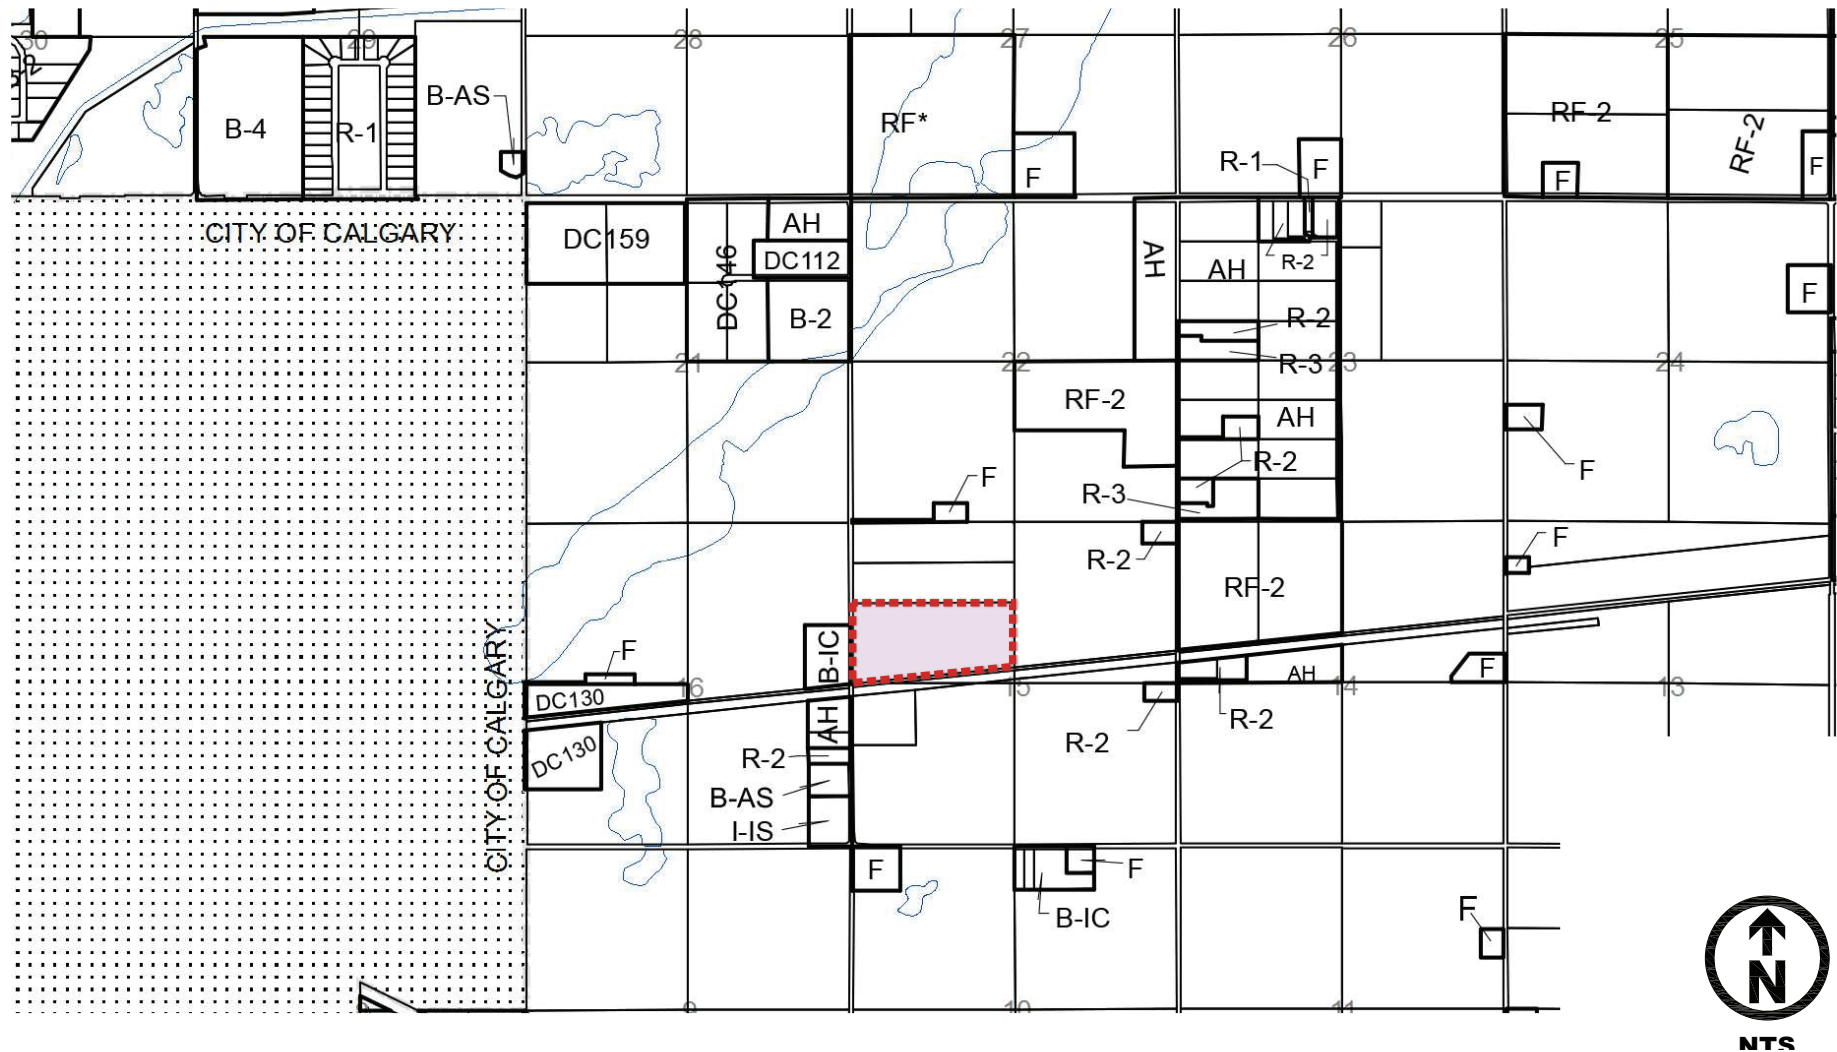 30
29
28
27
26
25
B-4
R-1
B-AS
RF*
F
R-1
F
RF-2
F
RF-2
F
CITY OF CALGARY
DC159
DC146
AH
DC112
B-2
AH
AH
R-2
R-2
R-3
F
21
22
23
24
RF-2
AH
R-2
R-3
F
F
R-2
RF-2
F
CITY OF CALGARY
F
B-IC
DC130
16
15
AH
14
F
13
DC130
AH
R-2
B-AS
I-IS
R-2
R-2
F
F
B-IC
F
9
10
11
N
NTS